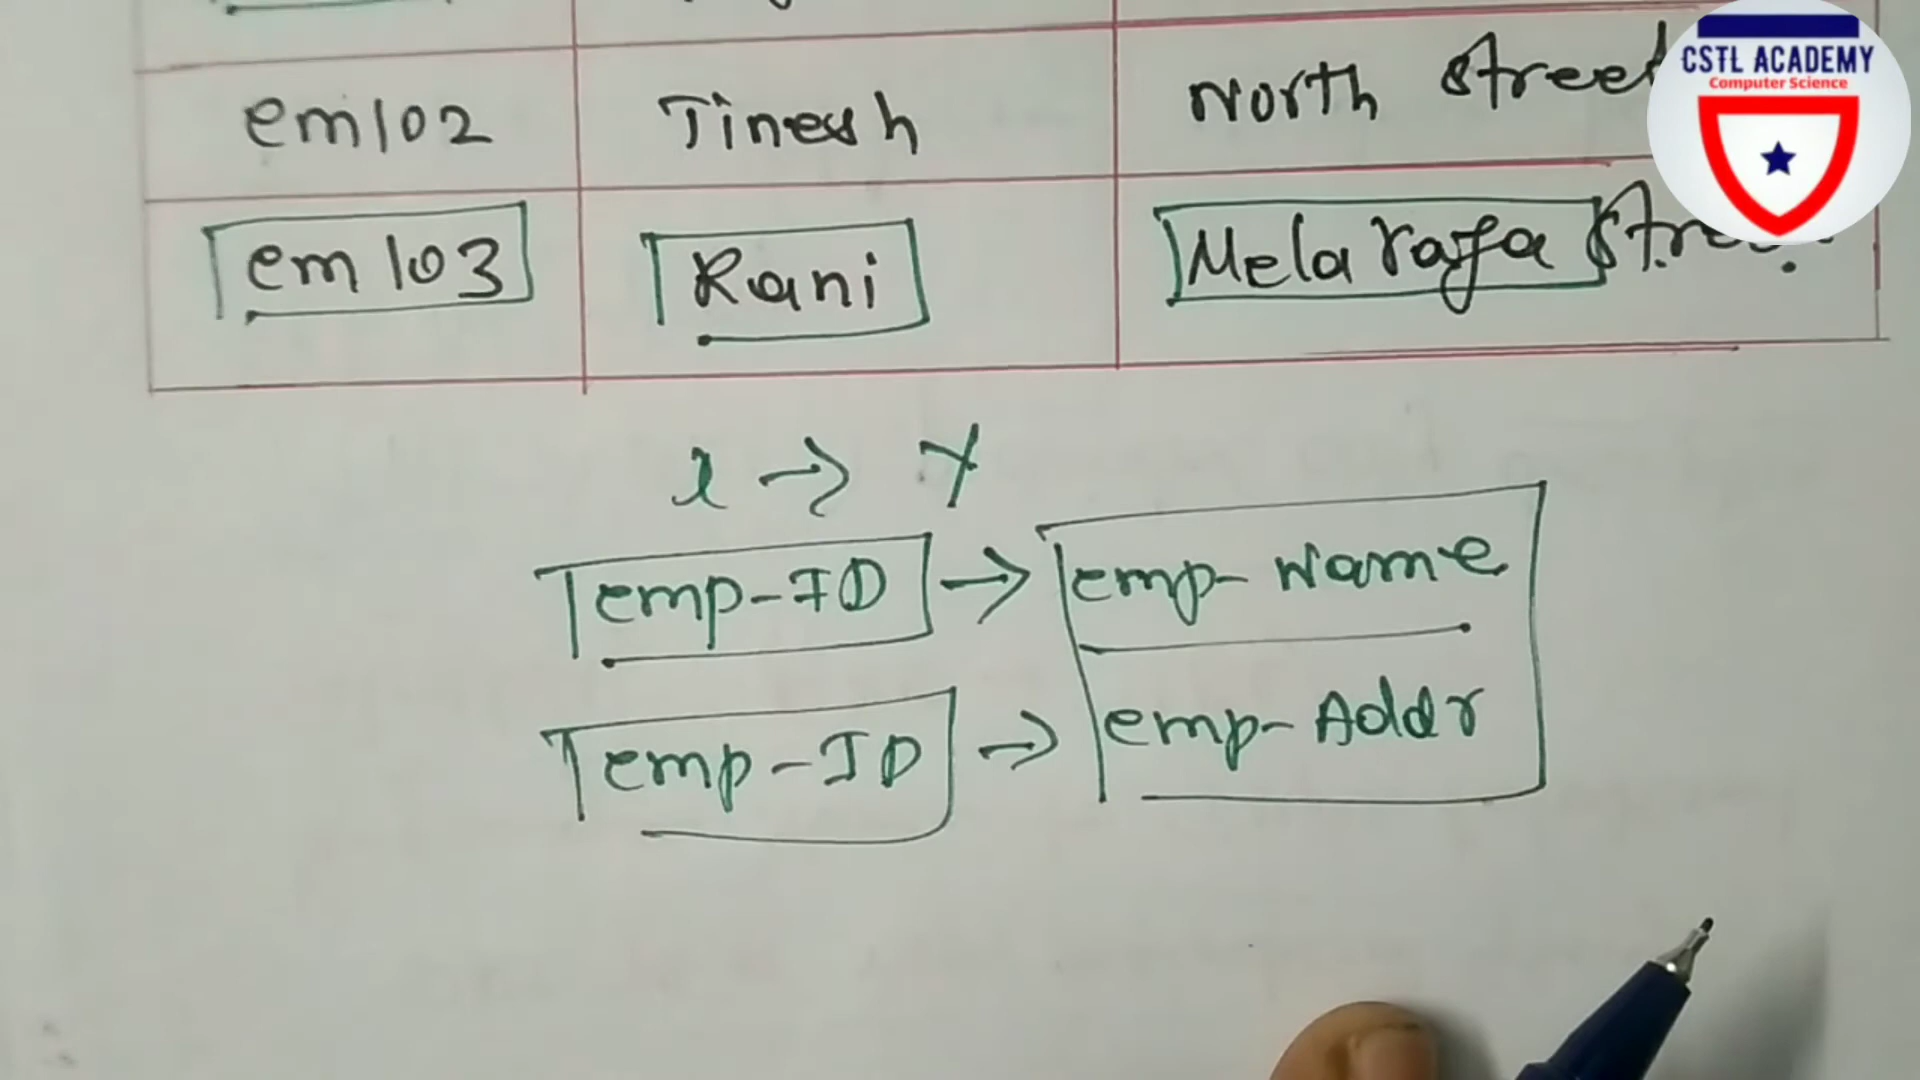 em102 Tinesh North Street
em103 Rani Mela raja Street
CSTL ACADEMY
Computer Science
x → Y
emp-ID → emp-Name
emp-ID → emp-Addr